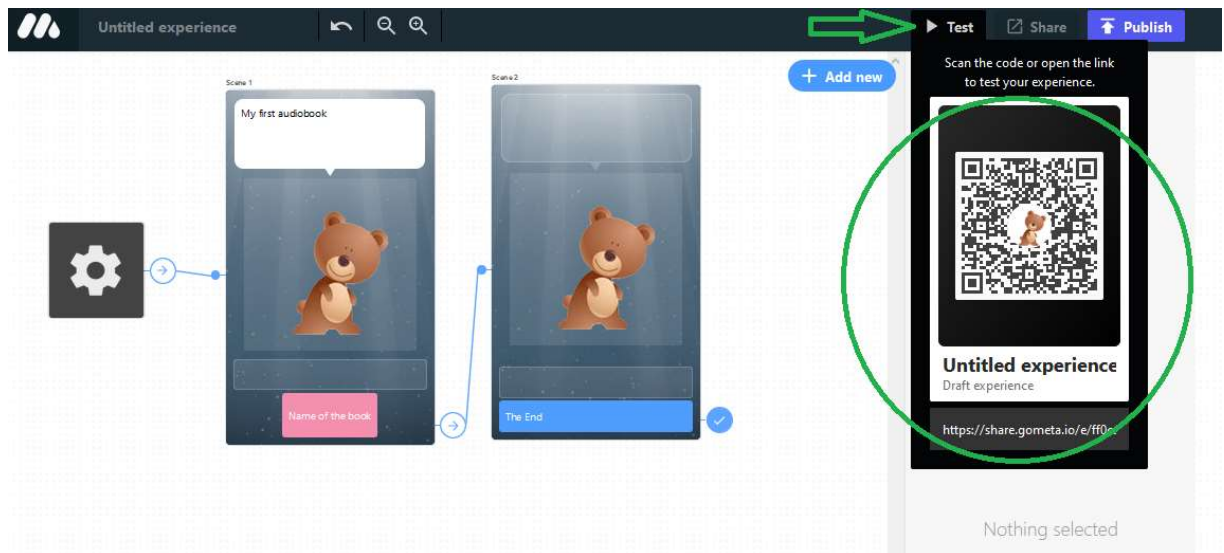 Untitled experience
Test
Share
Publish
Scan the code or open the link
to test your experience.
+ Add new
Scene 1
Scene 2
My first audiobook
Name of the book
The End
Untitled experience
Draft experience
https://share.gometa.io/e/ff0
Nothing selected